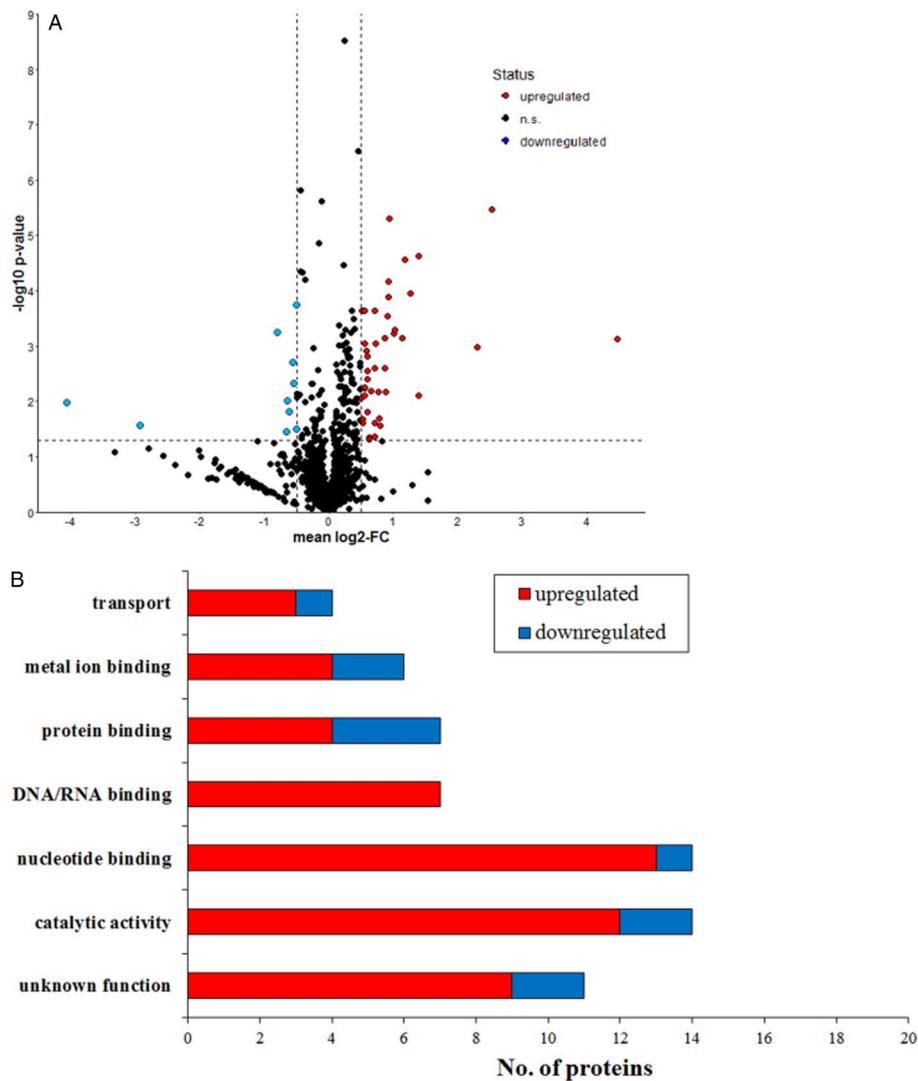 A
9
8
7
6
5
4
3
2
1
0
-log10 p-value
Status
upregulated
n.s.
downregulated
-4 -3 -2 -1 0 1 2 3 4
mean log2-FC
B
upregulated
downregulated
transport
metal ion binding
protein binding
DNA/RNA binding
nucleotide binding
catalytic activity
unknown function
0 2 4 6 8 10 12 14 16 18 20
No. of proteins